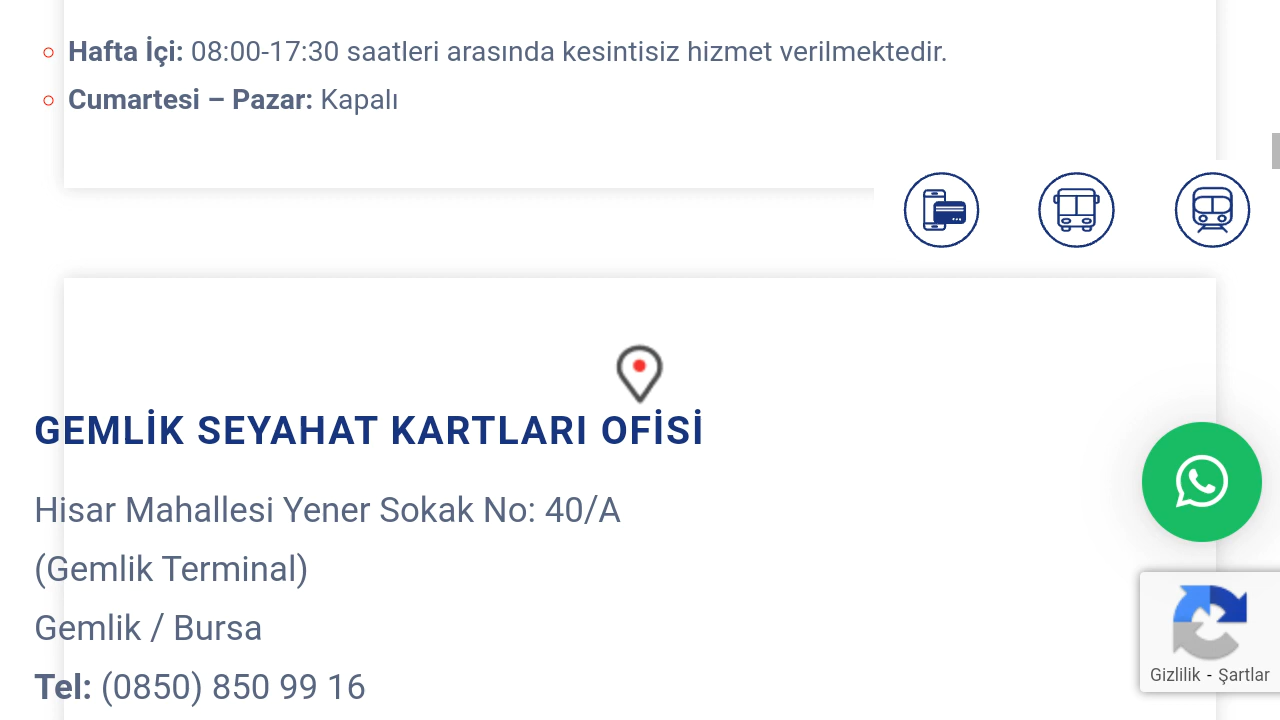 Hafta İçi: 08:00-17:30 saatleri arasında kesintisiz hizmet verilmektedir.
Cumartesi – Pazar: Kapalı
GEMLİK SEYAHAT KARTLARI OFİSİ
Hisar Mahallesi Yener Sokak No: 40/A
(Gemlik Terminal)
Gemlik / Bursa
Tel: (0850) 850 99 16
Gizlilik - Şartlar